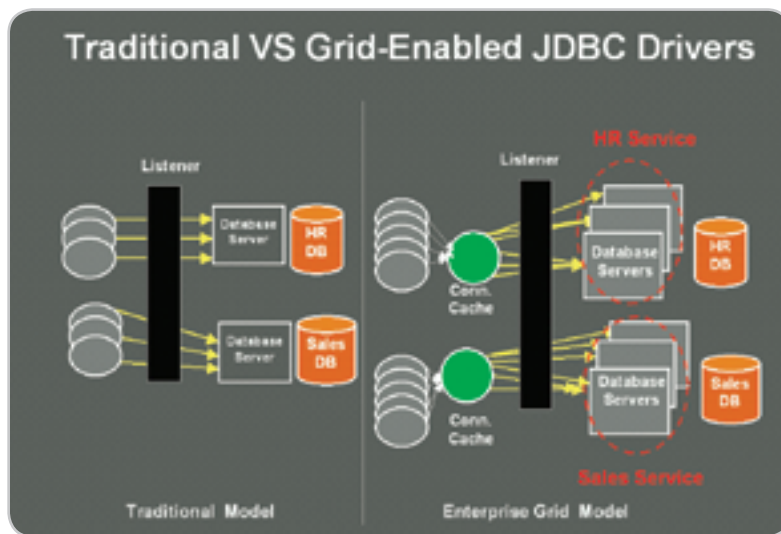 Traditional VS Grid-Enabled JDBC Drivers
Listener
Database
Server
HR
DB
Database
Server
Sales
DB
Traditional Model
HR Service
Listener
Conn.
Cache
Database
Servers
HR
DB
Conn.
Cache
Database
Servers
Sales
DB
Sales Service
Enterprise Grid Model